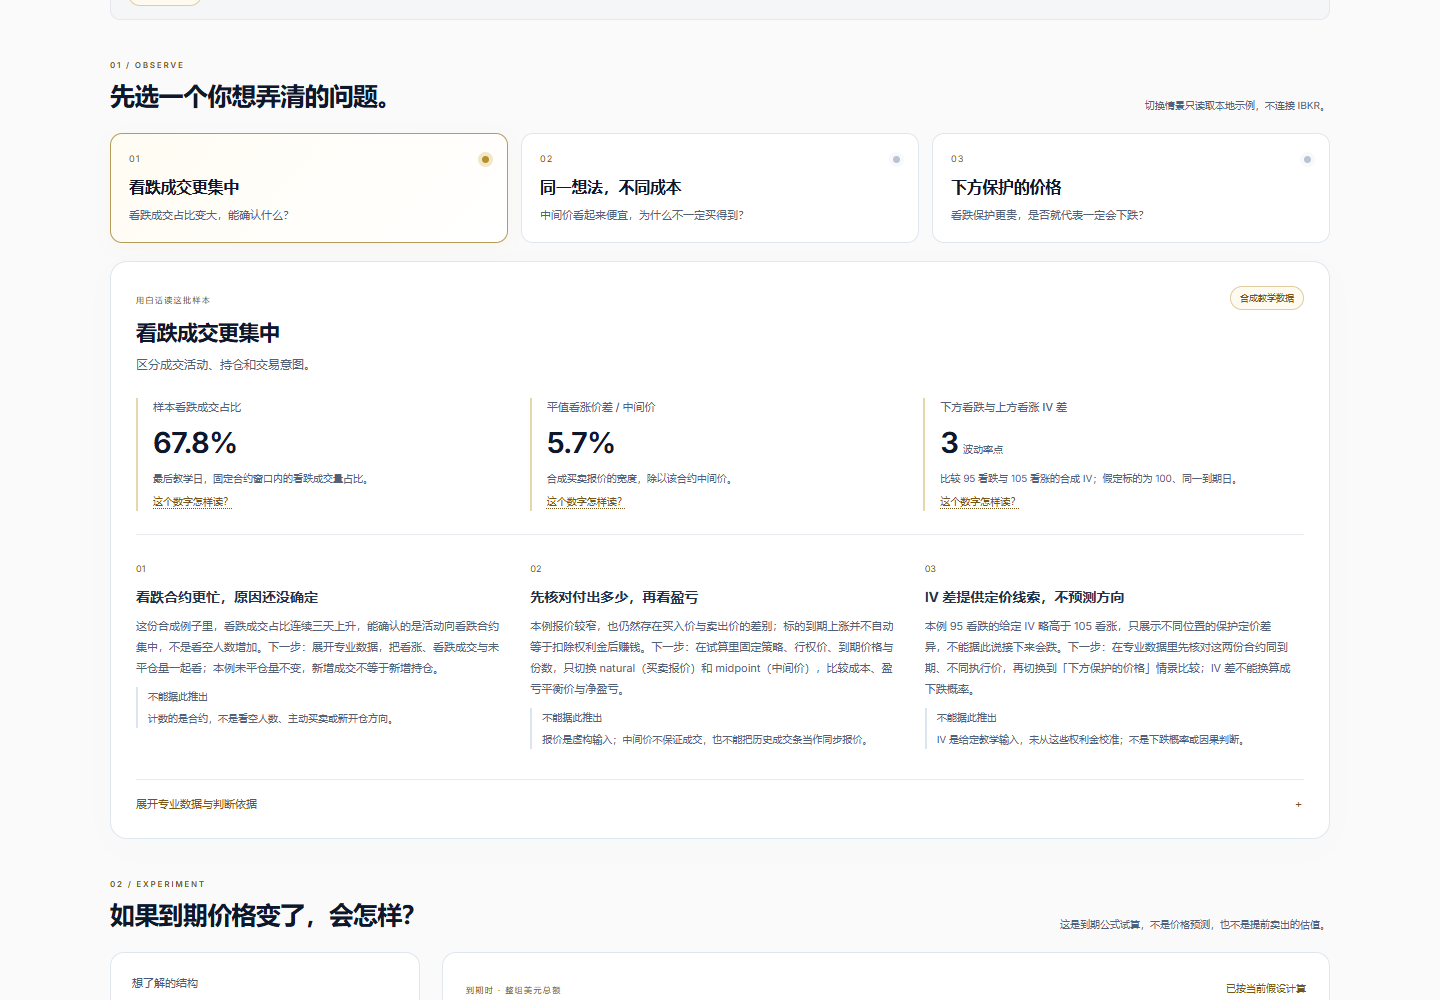 01 / OBSERVE
先选一个你想弄清的问题。
切换情景只读取本地示例，不连接 IBKR。
01
看跌成交更集中
看跌成交占比变大，能确认什么？
02
同一想法，不同成本
中间价看起来便宜，为什么不一定买得到？
03
下方保护的价格
看跌保护更贵，是否就代表一定会下跌？
用白话读这批样本
合成教学数据
看跌成交更集中
区分成交活动、持仓和交易意图。
样本看跌成交占比
67.8%
最后教学日，固定合约窗口内的看跌成交量占比。
这个数字怎样读？
平值看涨价差 / 中间价
5.7%
合成买卖报价的宽度，除以该合约中间价。
这个数字怎样读？
下方看跌与上方看涨 IV 差
3 波动率点
比较 95 看跌与 105 看涨的合成 IV；假定标的为 100、同一到期日。
这个数字怎样读？
01
看跌合约更忙，原因还没确定
这份合成例子里，看跌成交占比连续三天上升，能确认的是活动向看跌合约
集中，不是看空人数增加。下一步：展开专业数据，把看涨、看跌成交与未
平仓量一起看；本例未平仓量不变，新增成交不等于新增持仓。
不能据此推出
计数的是合约，不是看空人数、主动买卖或新开仓方向。
02
先核对付出多少，再看盈亏
本例报价较窄，也仍然存在买入价与卖出价的差别；标的到期上涨并不自动
等于扣除权利金后赚钱。下一步：在试算里固定策略、行权价、到期价格与
份数，只切换 natural（买卖报价）和 midpoint（中间价），比较成本、盈
亏平衡价与净盈亏。
不能据此推出
报价是虚构输入；中间价不保证成交，也不能把历史成交条当作同步报价。
03
IV 差提供定价线索，不预测方向
本例 95 看跌的给定 IV 略高于 105 看涨，只展示不同位置的保护定价差
异，不能据此说接下来会跌。下一步：在专业数据里先核对这两份合约同到
期、不同执行价，再切换到「下方保护的价格」情景比较；IV 差不能换算成
下跌概率。
不能据此推出
IV 是给定教学输入，未从这些权利金校准；不是下跌概率或因果判断。
展开专业数据与判断依据
+
02 / EXPERIMENT
如果到期价格变了，会怎样？
这是到期公式试算，不是价格预测，也不是提前卖出的估值。
想了解的结构
到期时 · 整组美元总额
已按当前假设计算